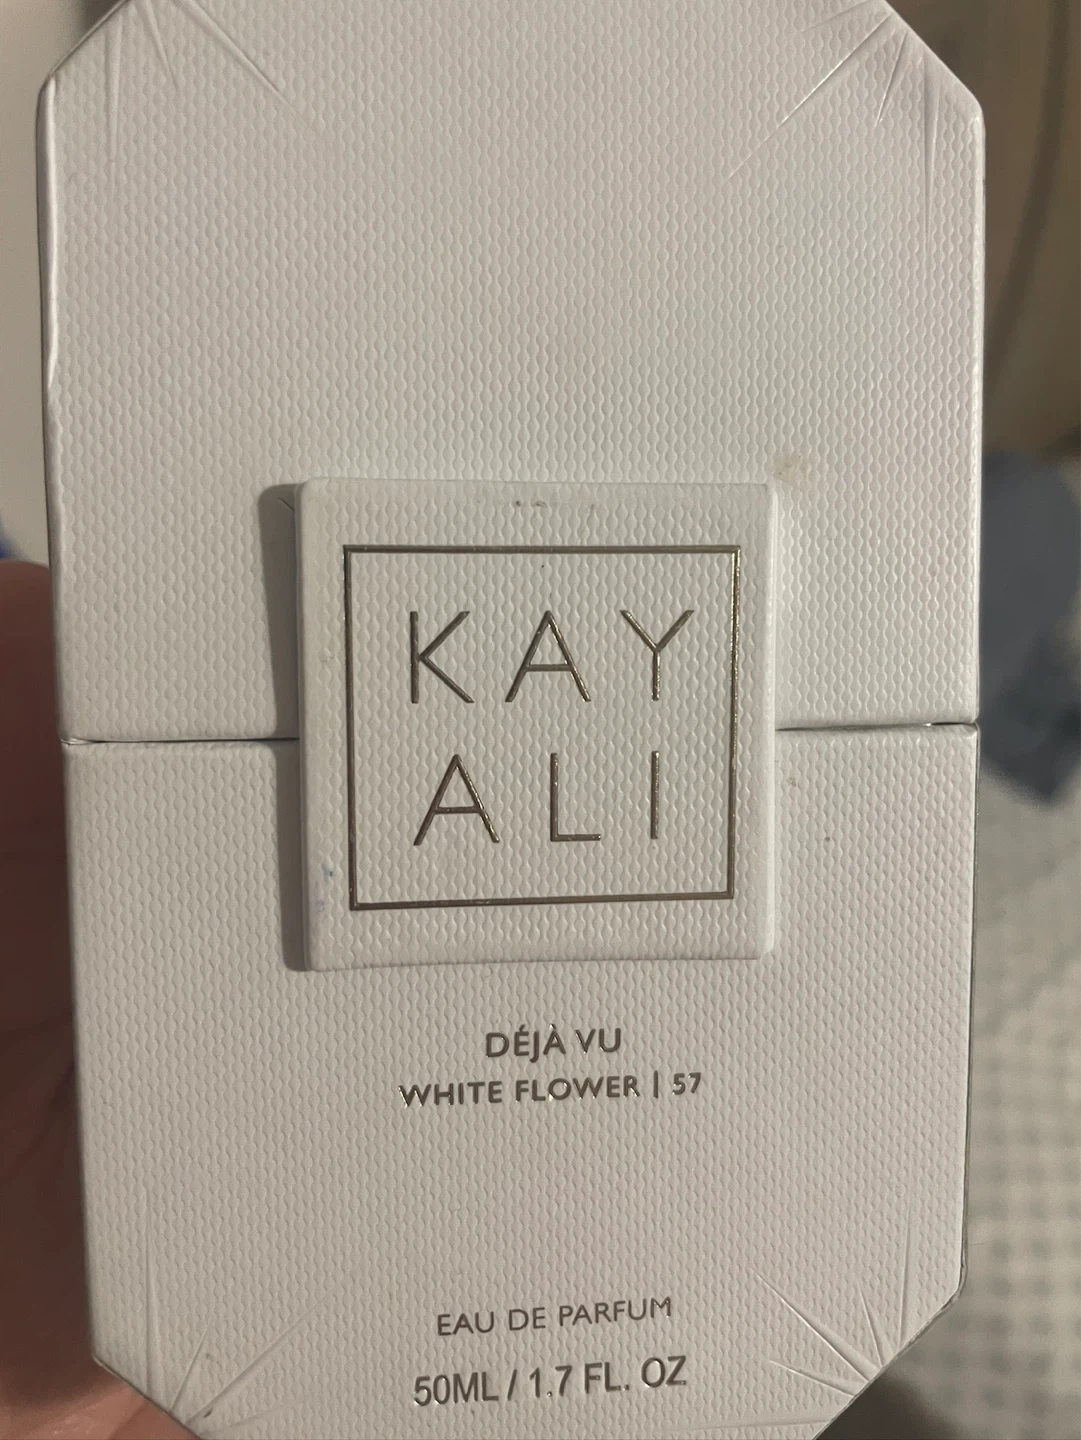 KAY
ALI
DÉJÀ VU
WHITE FLOWER | 57
EAU DE PARFUM
50ML / 1.7 FL. OZ